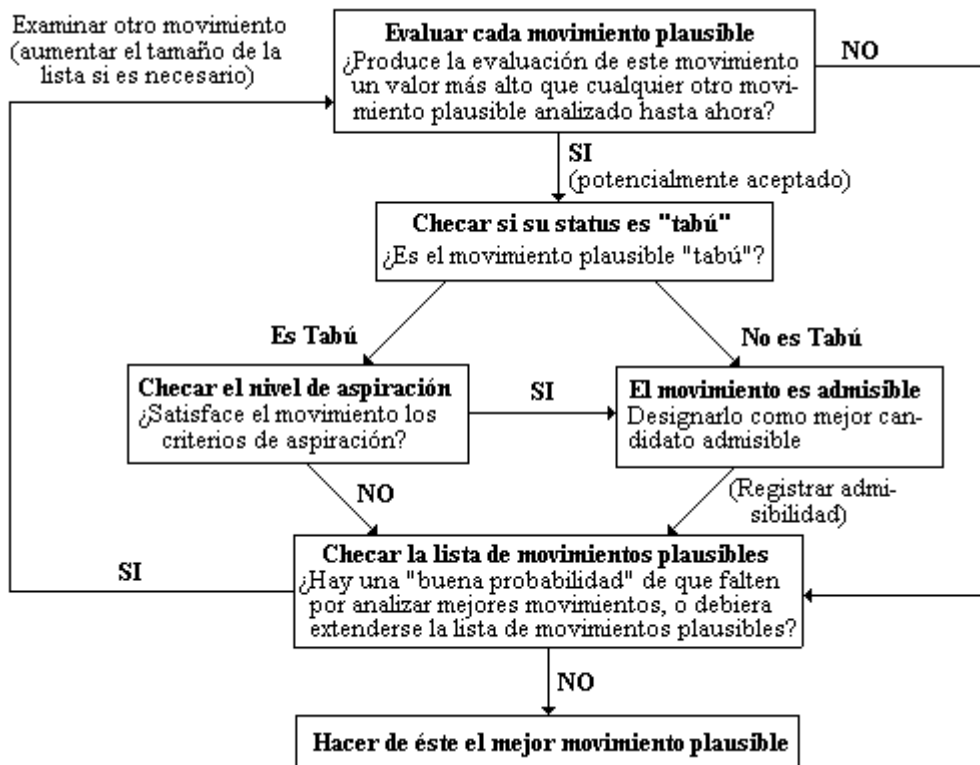 Examinar otro movimiento
(aumentar el tamaño de la
lista si es necesario)
Evaluar cada movimiento plausible
¿Produce la evaluación de este movimiento
un valor más alto que cualquier otro movi-
miento plausible analizado hasta ahora?
NO
SI
(potencialmente aceptado)
Checar si su status es "tabú"
¿Es el movimiento plausible "tabú"?
Es Tabú
No es Tabú
Checar el nivel de aspiración
¿Satisface el movimiento los
criterios de aspiración?
SI
El movimiento es admisible
Designarlo como mejor can-
didato admisible
NO
(Registrar admi-
sibilidad)
Checar la lista de movimientos plausibles
¿Hay una "buena probabilidad" de que falten
por analizar mejores movimientos, o debiera
extenderse la lista de movimientos plausibles?
SI
NO
Hacer de éste el mejor movimiento plausible